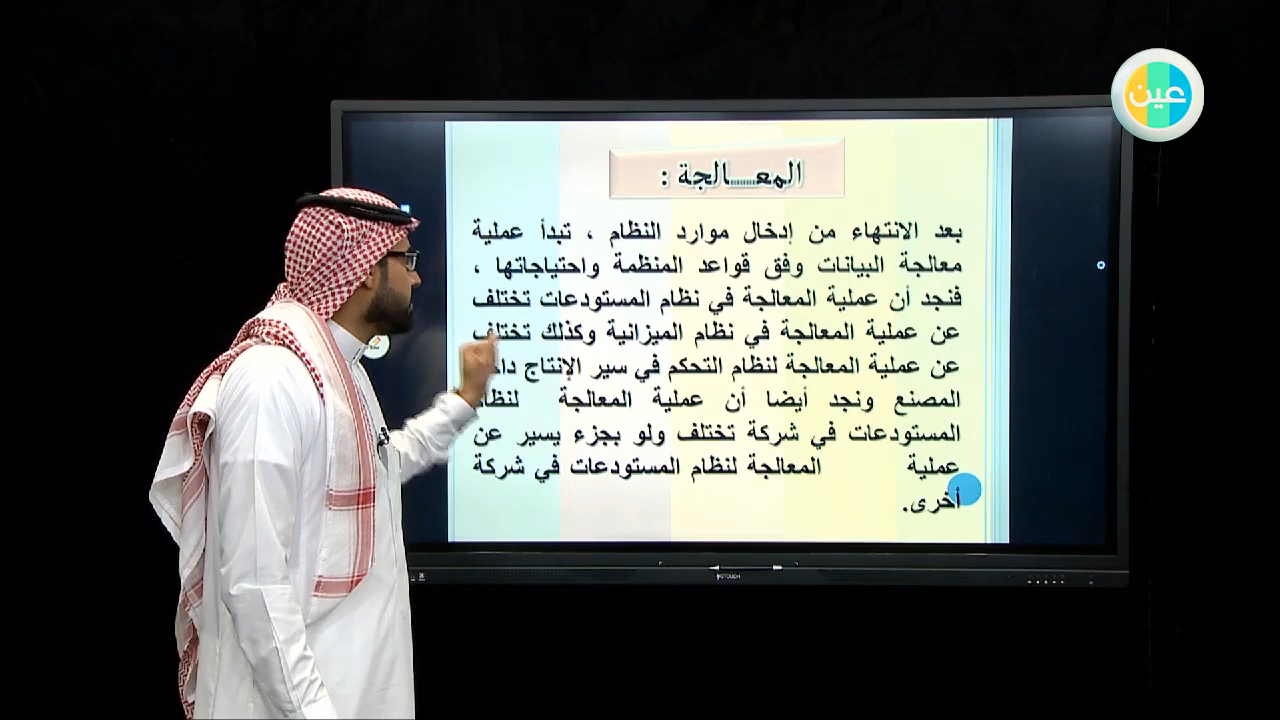 عين
المعـــالجة :
بعد الانتهاء من إدخال موارد النظام ، تبدأ عملية
معالجة البيانات وفق قواعد المنظمة واحتياجاتها ،
فنجد أن عملية المعالجة في نظام المستودعات تختلف
عن عملية المعالجة في نظام الميزانية وكذلك تختلف
عن عملية المعالجة لنظام التحكم في سير الإنتاج
المصنع ونجد أيضا أن عملية المعالجة لنظام
المستودعات في شركة تختلف ولو بجزء يسير عن
عملية المعالجة لنظام المستودعات في شركة
أخرى.